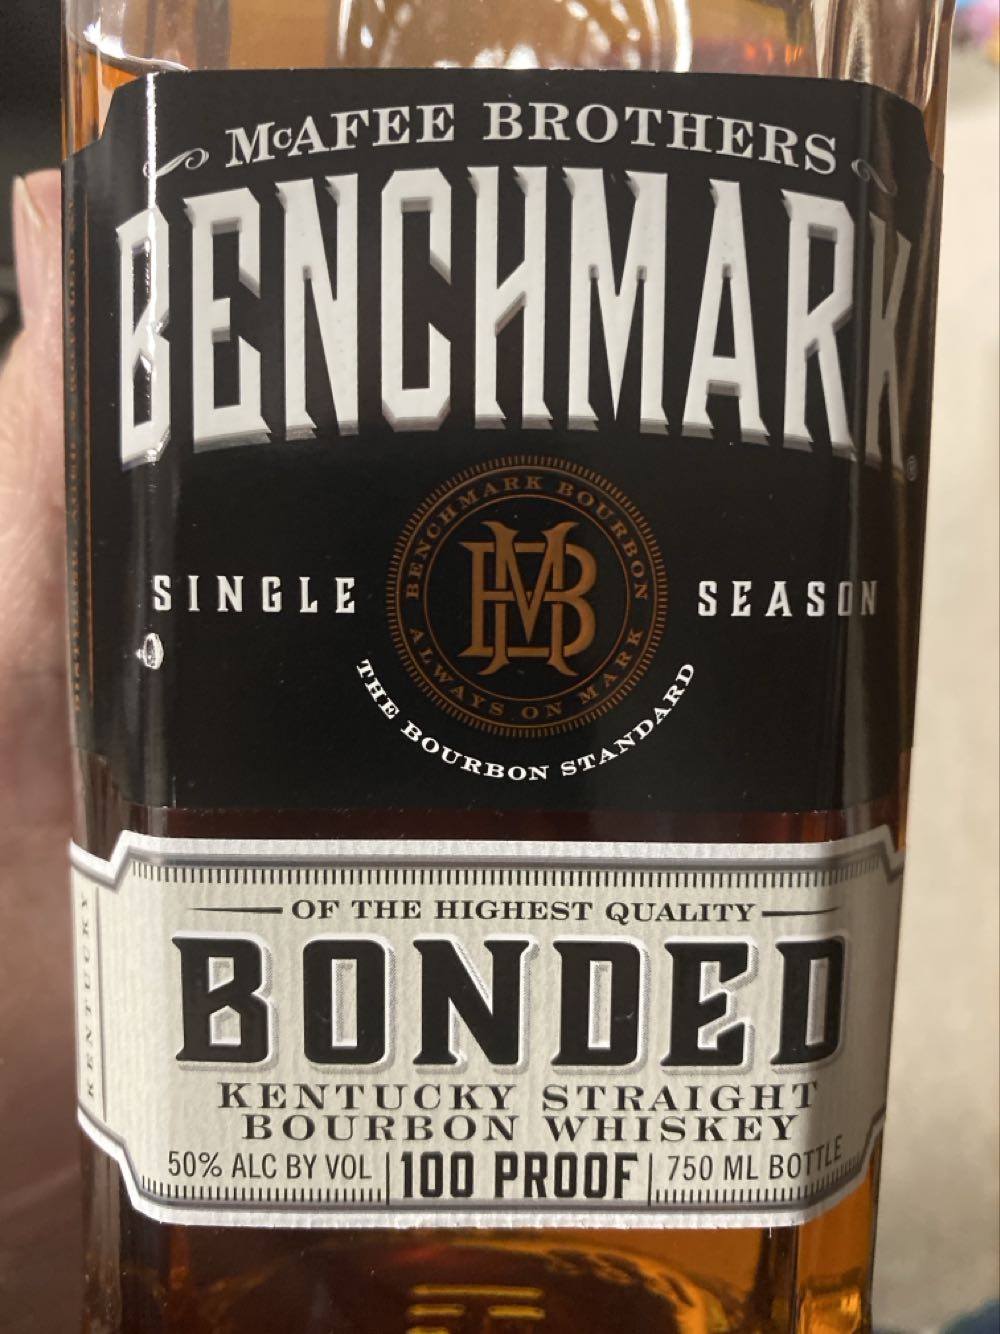 McAFEE BROTHERS
BENCHMARK®
BENCHMARK BOURBON
SINGLE MB SEASON
ALWAYS ON MARK
THE BOURBON STANDARD
OF THE HIGHEST QUALITY
BONDED
KENTUCKY
KENTUCKY STRAIGHT
BOURBON WHISKEY
50% ALC BY VOL 100 PROOF 750 ML BOTTLE